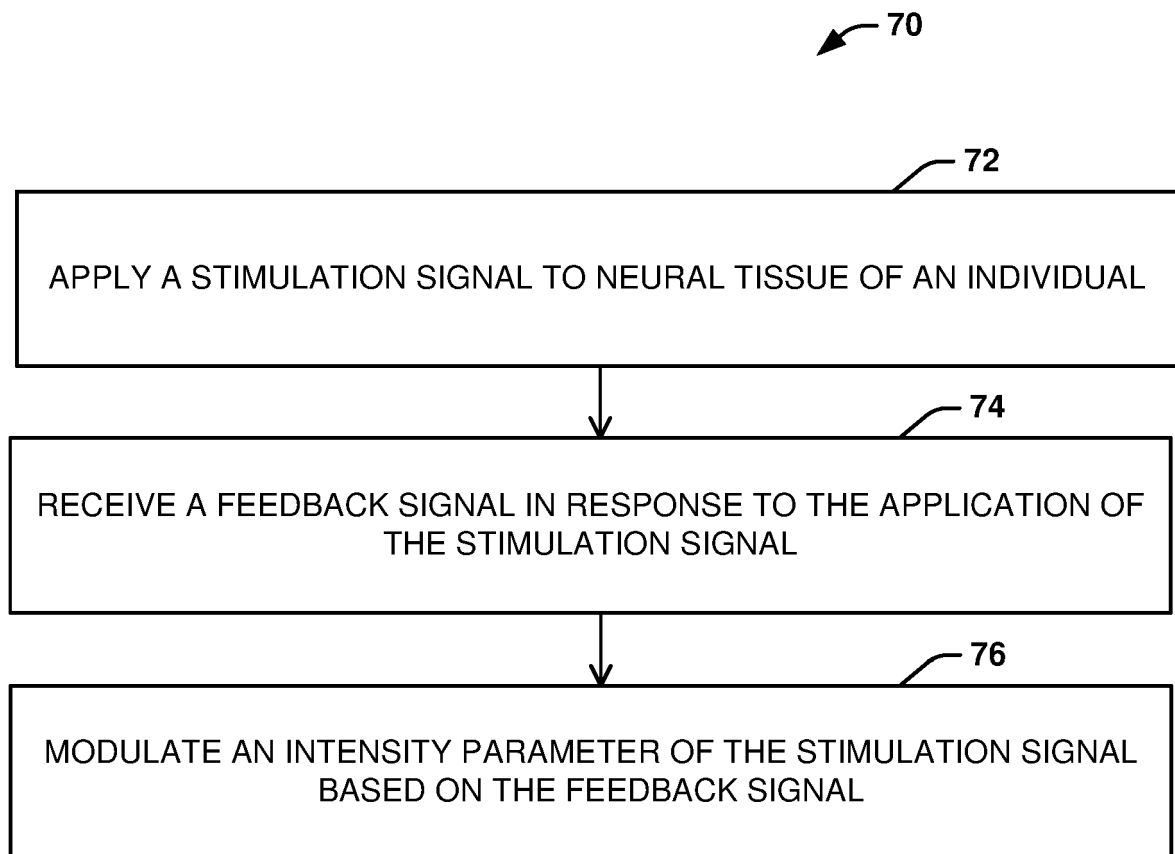 70
72
APPLY A STIMULATION SIGNAL TO NEURAL TISSUE OF AN INDIVIDUAL
74
RECEIVE A FEEDBACK SIGNAL IN RESPONSE TO THE APPLICATION OF
THE STIMULATION SIGNAL
76
MODULATE AN INTENSITY PARAMETER OF THE STIMULATION SIGNAL
BASED ON THE FEEDBACK SIGNAL